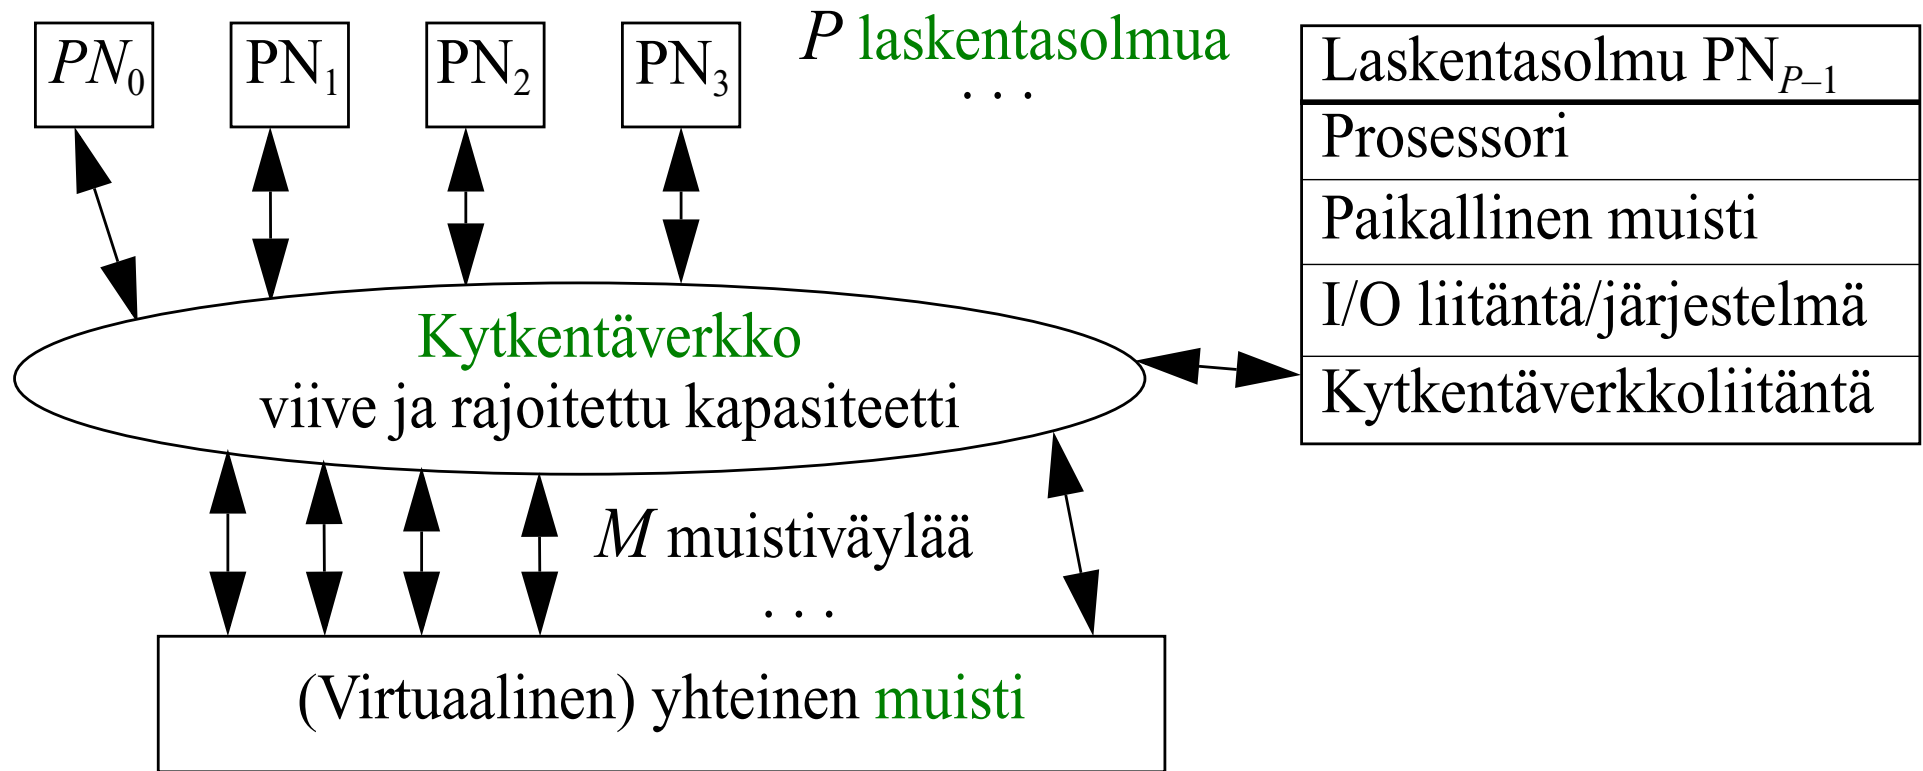 PN₀ PN₁ PN₂ PN₃
P laskentasolmua
. . .
Laskentasolmu PN_P–1
Prosessori
Paikallinen muisti
I/O liitäntä/järjestelmä
Kytkentäverkkoliitäntä
Kytkentäverkko
viive ja rajoitettu kapasiteetti
M muistiväylää
. . .
(Virtuaalinen) yhteinen muisti